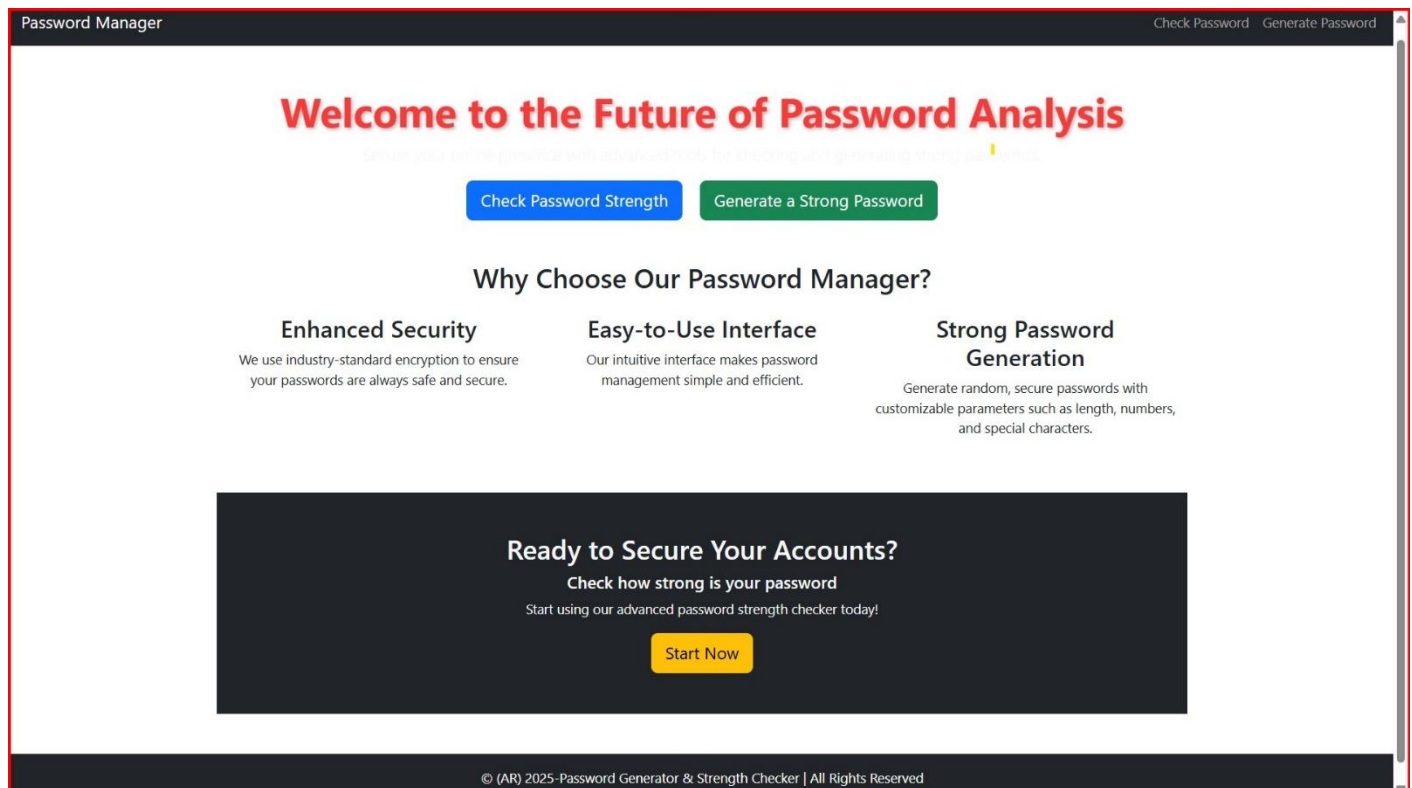 Password Manager
Check Password Generate Password
Welcome to the Future of Password Analysis
Check Password Strength
Generate a Strong Password
Why Choose Our Password Manager?
Enhanced Security
We use industry-standard encryption to ensure
your passwords are always safe and secure.
Easy-to-Use Interface
Our intuitive interface makes password
management simple and efficient.
Strong Password
Generation
Generate random, secure passwords with
customizable parameters such as length, numbers,
and special characters.
Ready to Secure Your Accounts?
Check how strong is your password
Start using our advanced password strength checker today!
Start Now
© (AR) 2025-Password Generator & Strength Checker | All Rights Reserved